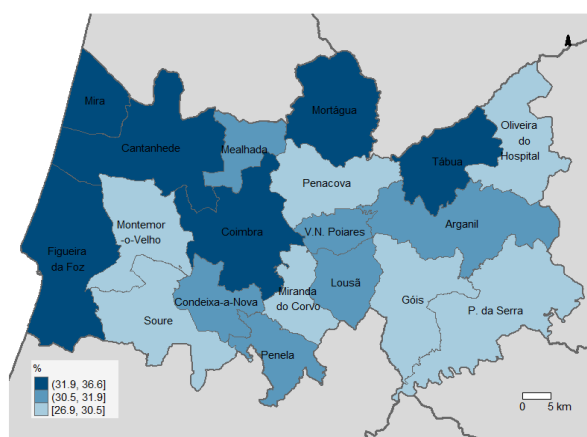 Mira
Mortágua
Cantanhede
Mealhada
Oliveira
do
Hospital
Tábua
Penacova
Montemor
-o-Velho
Coimbra
V.N. Poiares
Arganil
Figueira
da Foz
Condeixa-a-Nova
Miranda
do Corvo
Lousã
Góis
P. da Serra
Soure
Penela
%
(31.9, 36.6]
(30.5, 31.9]
[26.9, 30.5]
0 5 km